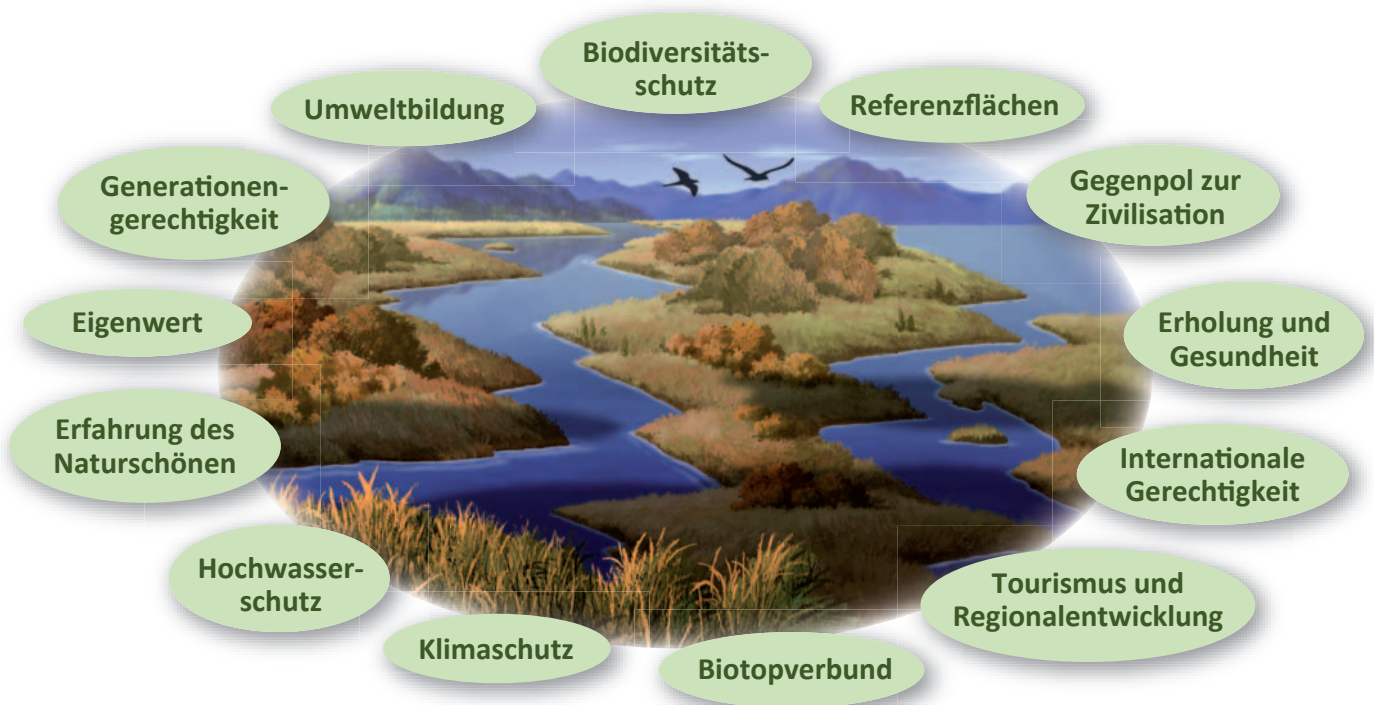 Biodiversitäts-
schutz
Referenzflächen
Gegenpol zur
Zivilisation
Erholung und
Gesundheit
Internationale
Gerechtigkeit
Tourismus und
Regionalentwicklung
Biotopverbund
Klimaschutz
Hochwasser-
schutz
Erfahrung des
Naturschönen
Eigenwert
Generationen-
gerechtigkeit
Umweltbildung